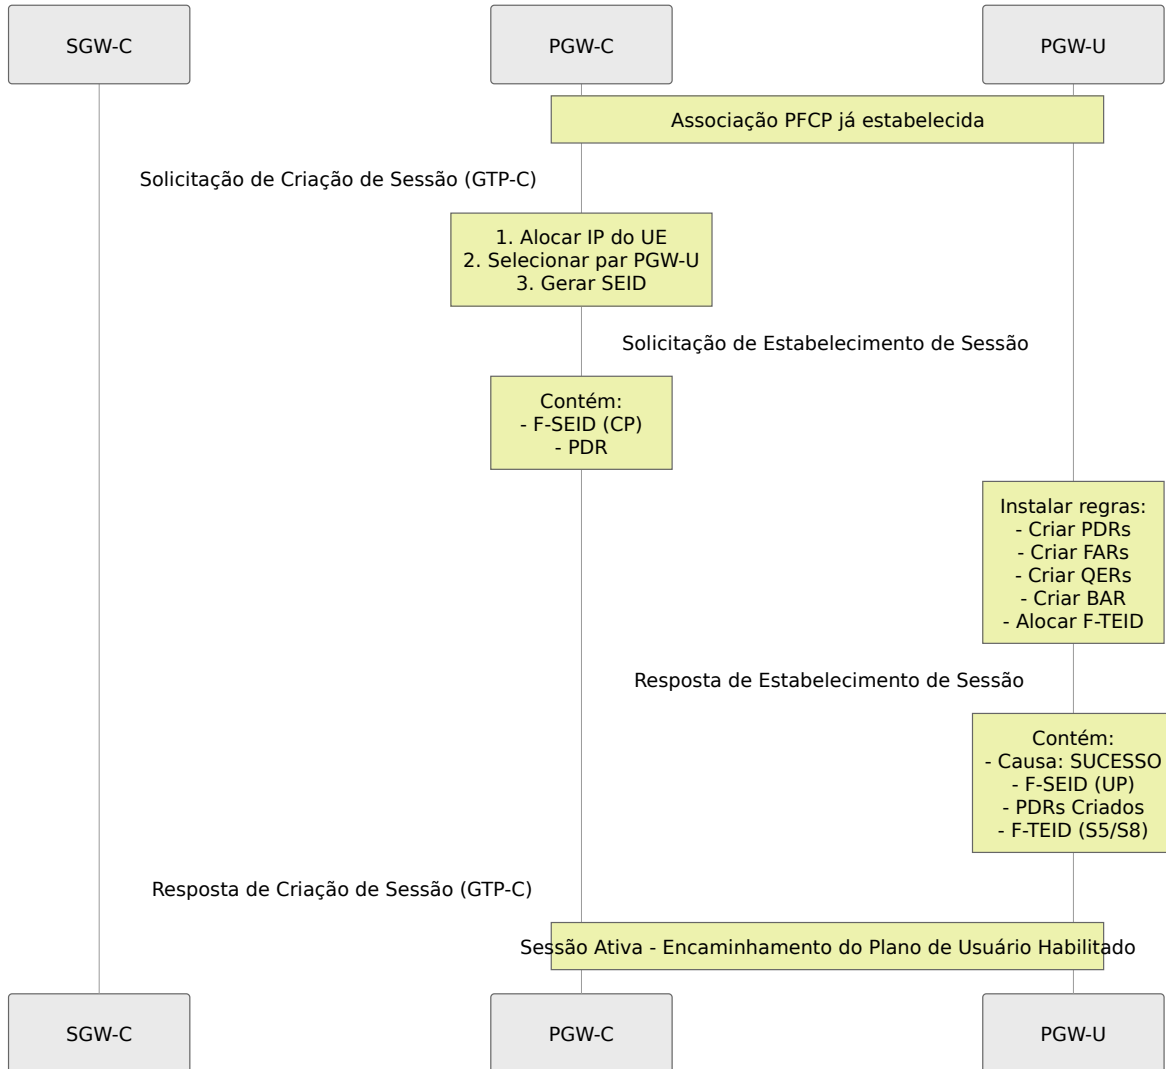 SGW-C
PGW-C
PGW-U
Associação PFCP já estabelecida
Solicitação de Criação de Sessão (GTP-C)
1. Alocar IP do UE
2. Selecionar par PGW-U
3. Gerar SEID
Solicitação de Estabelecimento de Sessão
Contém:
- F-SEID (CP)
- PDR
Instalar regras:
- Criar PDRs
- Criar FARs
- Criar QERs
- Criar BAR
- Alocar F-TEID
Resposta de Estabelecimento de Sessão
Contém:
- Causa: SUCESSO
- F-SEID (UP)
- PDRs Criados
- F-TEID (S5/S8)
Resposta de Criação de Sessão (GTP-C)
Sessão Ativa - Encaminhamento do Plano de Usuário Habilitado
SGW-C
PGW-C
PGW-U